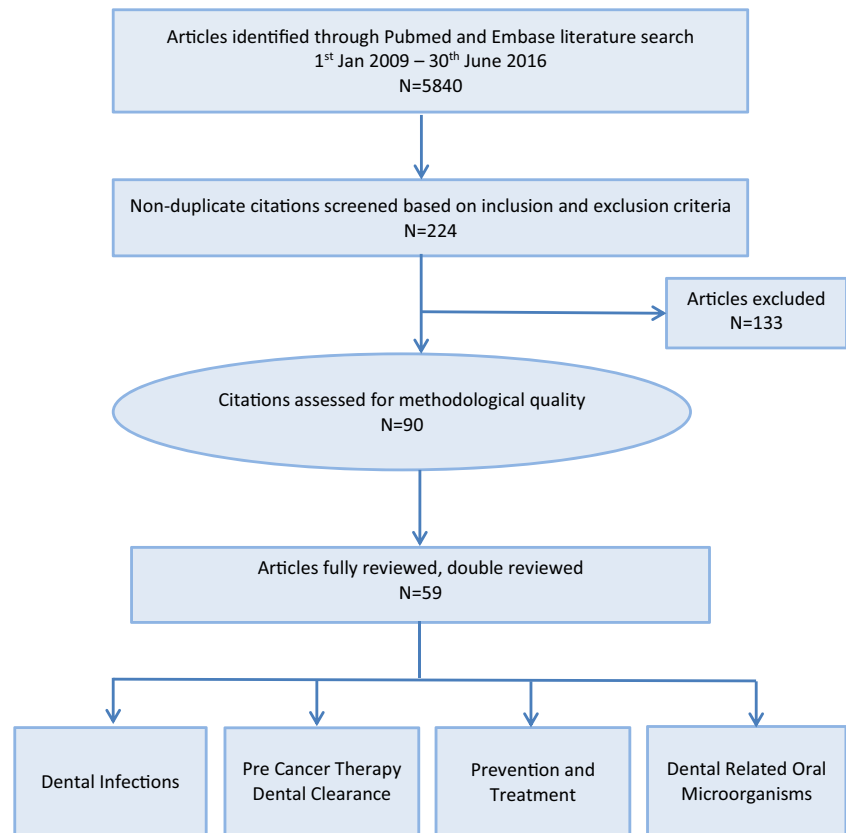 Articles identified through Pubmed and Embase literature search
1st Jan 2009 – 30th June 2016
N=5840
Non-duplicate citations screened based on inclusion and exclusion criteria
N=224
Articles excluded
N=133
Citations assessed for methodological quality
N=90
Articles fully reviewed, double reviewed
N=59
Dental Infections
Pre Cancer Therapy
Dental Clearance
Prevention and
Treatment
Dental Related Oral
Microorganisms